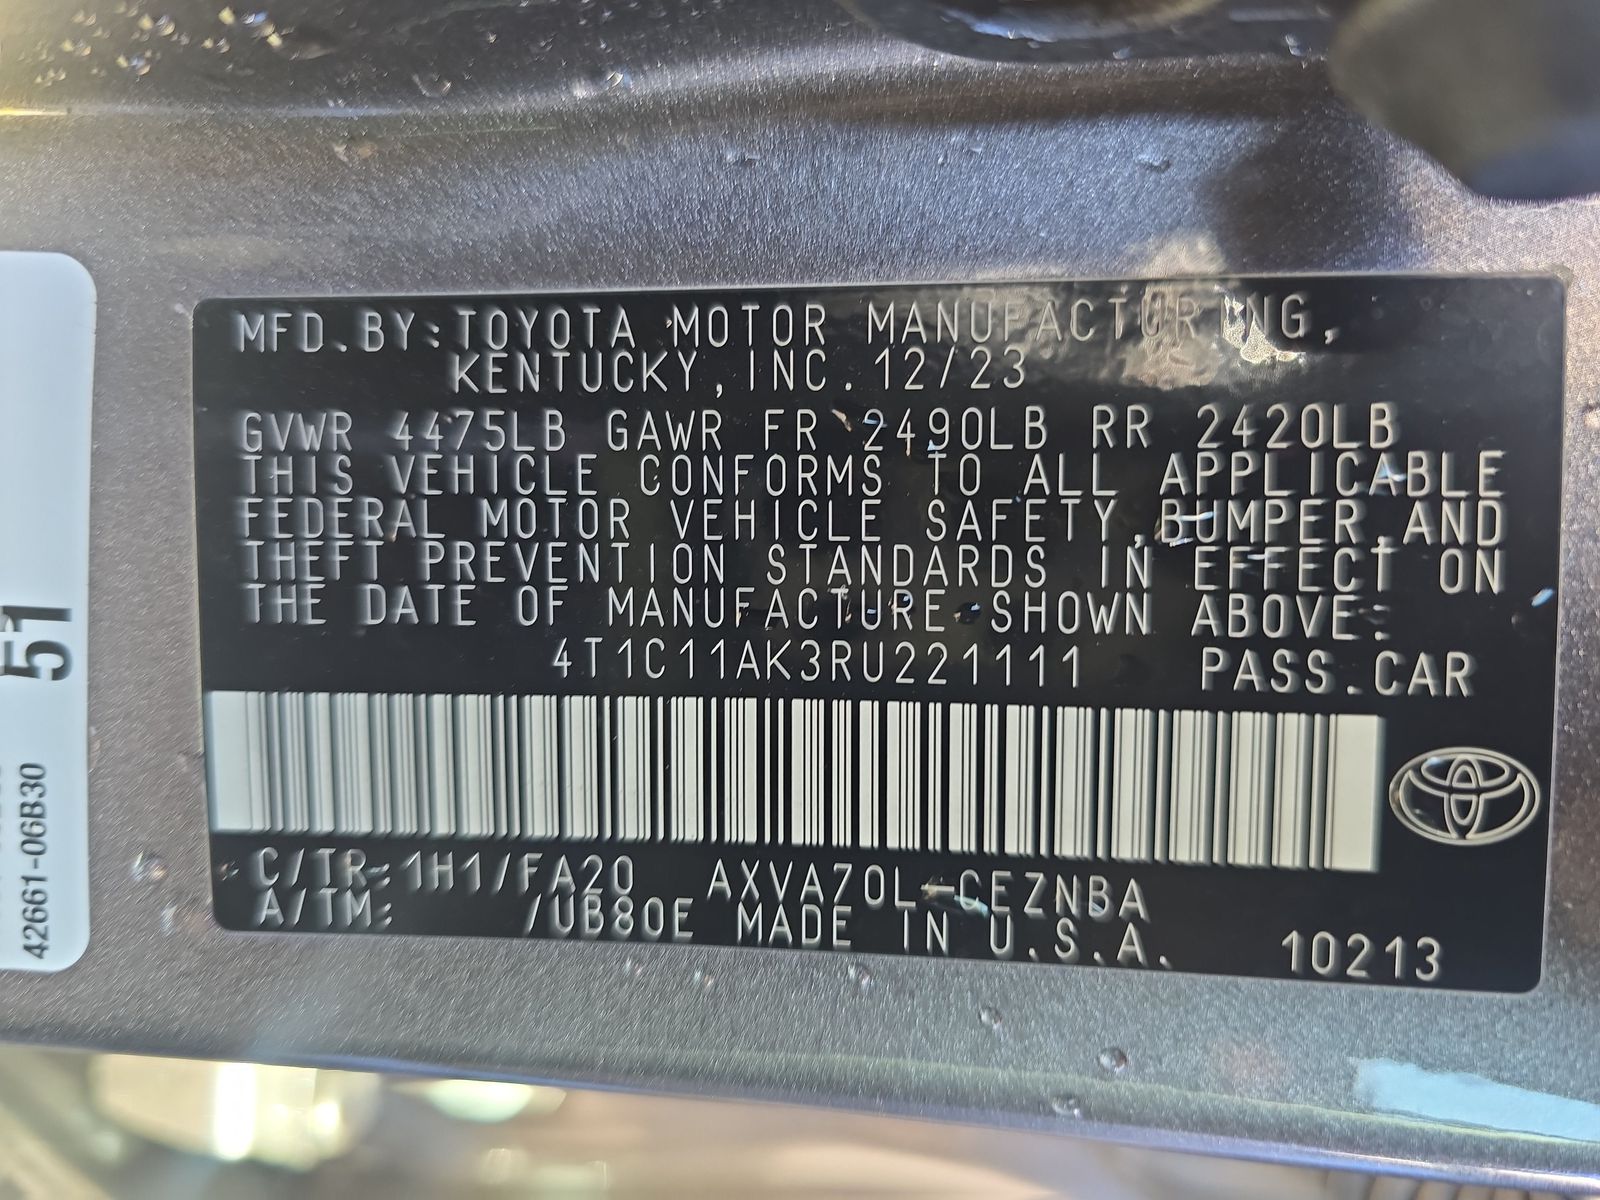 MFD.BY:TOYOTA MOTOR MANUFACTURING,
KENTUCKY,INC.12/23
GVWR 4475LB GAWR FR 2490LB RR 2420LB
THIS VEHICLE CONFORMS TO ALL APPLICABLE
FEDERAL MOTOR VEHICLE SAFETY,BUMPER,AND
THEFT PREVENTION STANDARDS IN EFFECT ON
THE DATE OF MANUFACTURE SHOWN ABOVE:
4T1C11AK3RU221111 PASS.CAR
C/TR:1H1/FA20 AXVA70L-CEZNBA
A/TM: /UB80E MADE IN U.S.A. 10213
51
42661-06B30